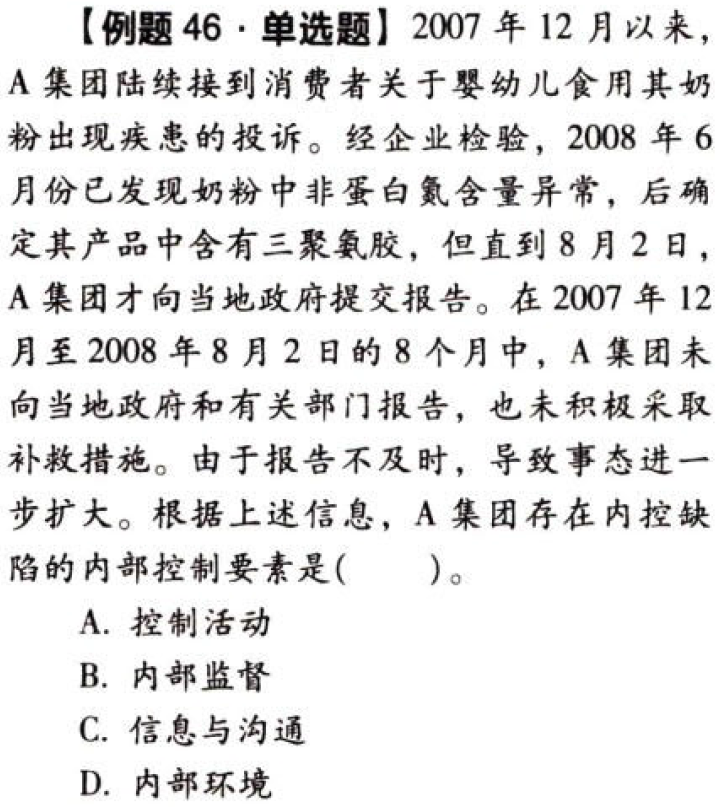 【例题 46 · 单选题】2007 年 12 月以来，
A 集团陆续接到消费者关于婴幼儿食用其奶
粉出现疾患的投诉。经企业检验，2008 年 6
月份已发现奶粉中非蛋白氮含量异常，后确
定其产品中含有三聚氨胺，但直到 8 月 2 日，
A 集团才向当地政府提交报告。在 2007 年 12
月至 2008 年 8 月 2 日的 8 个月中，A 集团未
向当地政府和有关部门报告，也未积极采取
补救措施。由于报告不及时，导致事态进一
步扩大。根据上述信息，A 集团存在内控缺
陷的内部控制要素是(　　)。
A. 控制活动
B. 内部监督
C. 信息与沟通
D. 内部环境